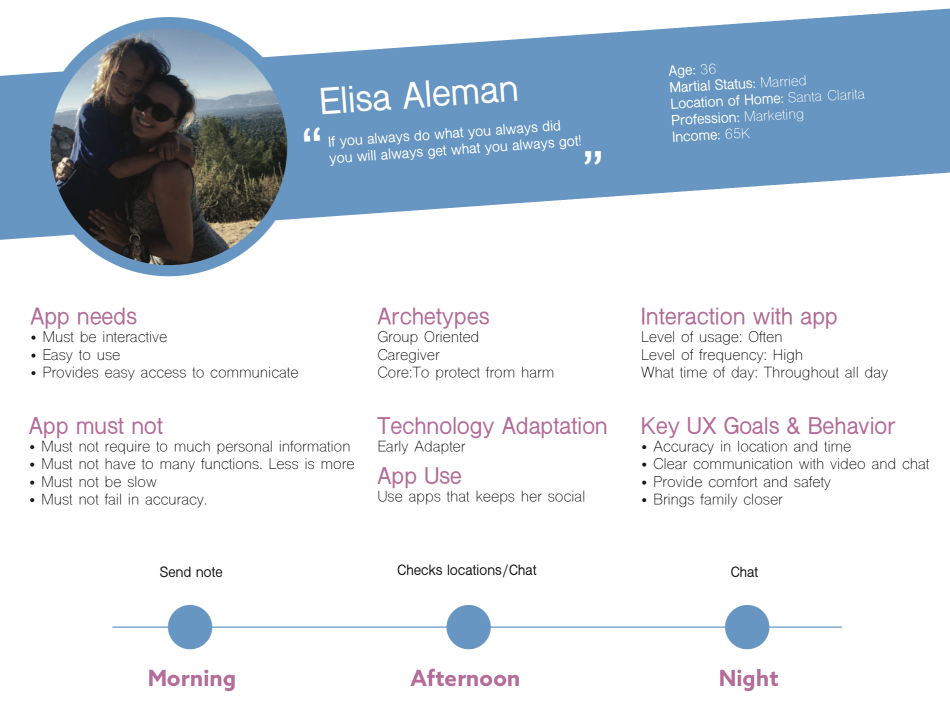 Elisa Aleman
“ If you always do what you always did
you will always get what you always got! ”
Age: 36
Martial Status: Married
Location of Home: Santa Clarita
Profession: Marketing
Income: 65K
App needs
• Must be interactive
• Easy to use
• Provides easy access to communicate
Archetypes
Group Oriented
Caregiver
Core:To protect from harm
Interaction with app
Level of usage: Often
Level of frequency: High
What time of day: Throughout all day
App must not
• Must not require to much personal information
• Must not have to many functions. Less is more
• Must not be slow
• Must not fail in accuracy.
Technology Adaptation
Early Adapter
App Use
Use apps that keeps her social
Key UX Goals & Behavior
• Accuracy in location and time
• Clear communication with video and chat
• Provide comfort and safety
• Brings family closer
Send note
Checks locations/Chat
Chat
Morning
Afternoon
Night